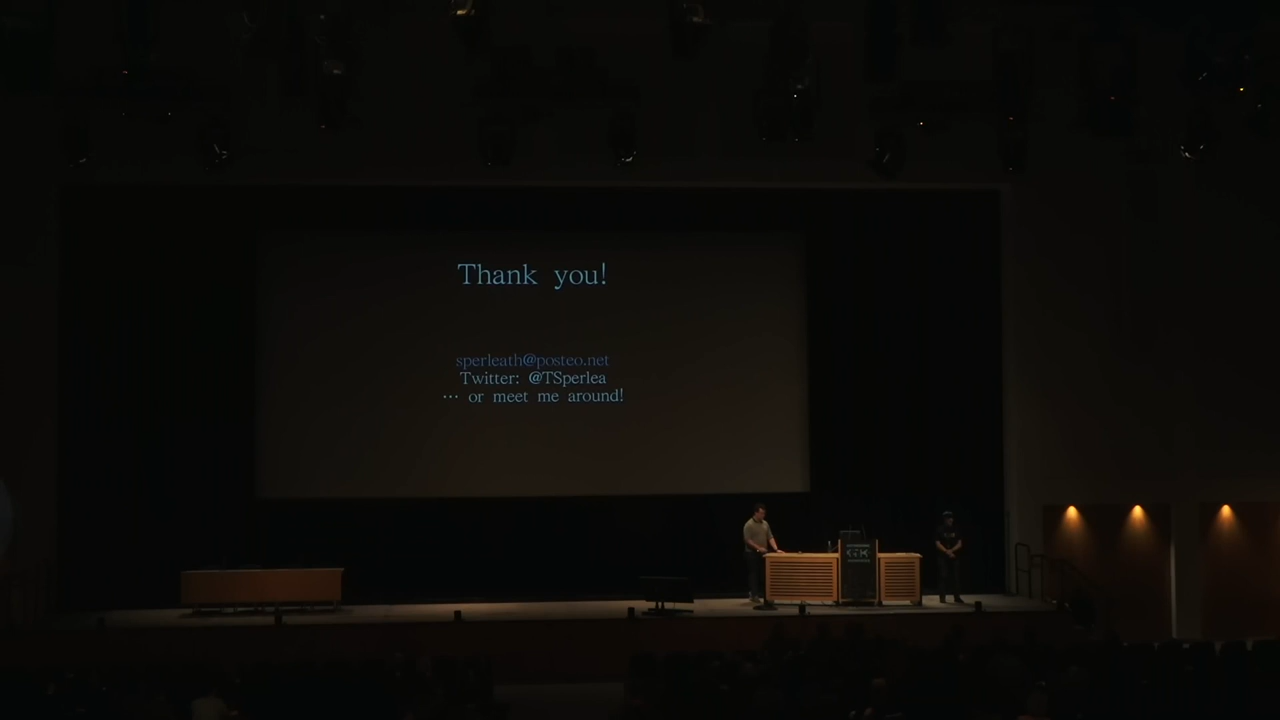 Thank you!
sperleath@posteo.net
Twitter: @TSperlea
… or meet me around!